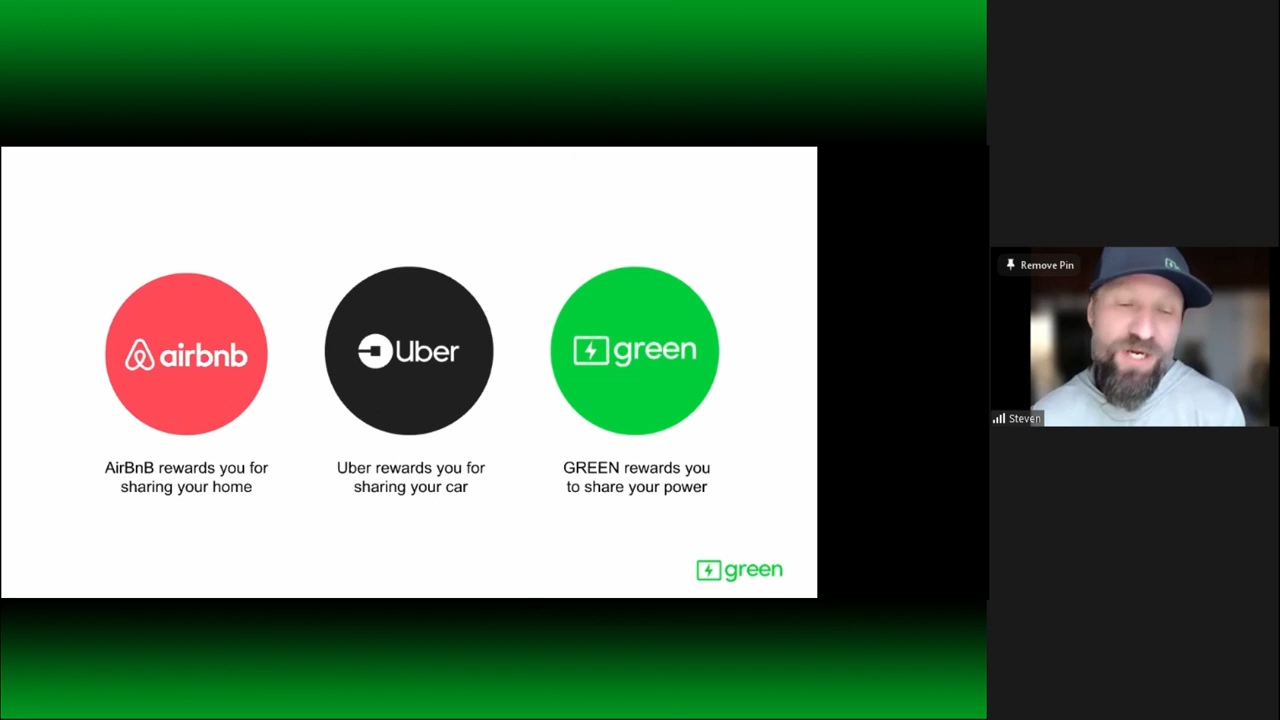 airbnb
Uber
green
AirBnB rewards you for
sharing your home
Uber rewards you for
sharing your car
GREEN rewards you
to share your power
green
Remove Pin
Steven